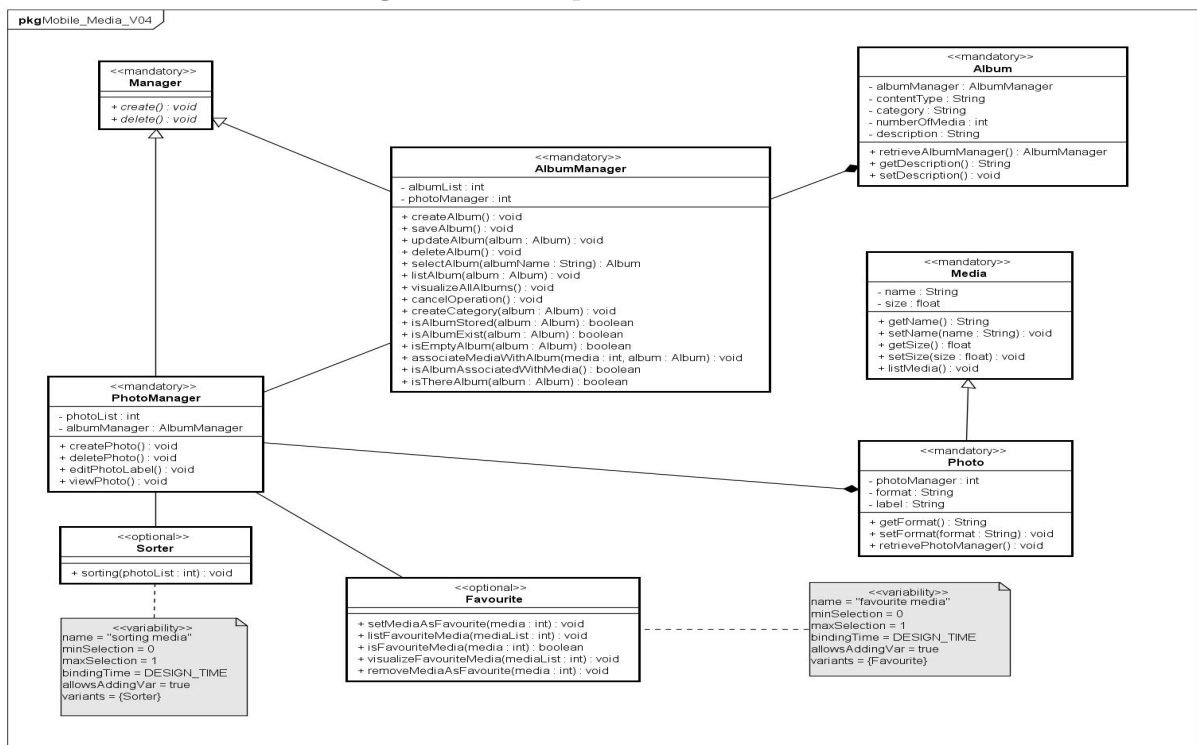 pkg Mobile_Media_V04
<<mandatory>>
Manager
+ create() : void
+ delete() : void
<<mandatory>>
Album
- albumManager : AlbumManager
- contentType : String
- category : String
- numberOfMedia : int
- description : String
+ retrieveAlbumManager() : AlbumManager
+ getDescription() : String
+ setDescription() : void
<<mandatory>>
AlbumManager
- albumList : int
- photoManager : int
+ createAlbum() : void
+ saveAlbum() : void
+ updateAlbum(album : Album) : void
+ deleteAlbum() : void
+ selectAlbum(albumName : String) : Album
+ listAlbum(album : Album) : void
+ visualizeAllAlbums() : void
+ cancelOperation() : void
+ createCategory(album : Album) : void
+ isAlbumStored(album : Album) : boolean
+ isAlbumExist(album : Album) : boolean
+ isEmptyAlbum(album : Album) : boolean
+ associateMediaWithAlbum(media : int, album : Album) : void
+ isAlbumAssociatedWithMedia() : boolean
+ isThereAlbum(album : Album) : boolean
<<mandatory>>
Media
- name : String
- size : float
+ getName() : String
+ setName(name : String) : void
+ getSize() : float
+ setSize(size : float) : void
+ listMedia() : void
<<mandatory>>
PhotoManager
- photoList : int
- albumManager : AlbumManager
+ createPhoto() : void
+ deletePhoto() : void
+ editPhotoLabel() : void
+ viewPhoto() : void
<<mandatory>>
Photo
- photoManager : int
- format : String
- label : String
+ getFormat() : String
+ setFormat(format : String) : void
+ retrievePhotoManager() : void
<<optional>>
Sorter
+ sorting(photoList : int) : void
<<optional>>
Favourite
+ setMediaAsFavourite(media : int) : void
+ listFavouriteMedia(mediaList : int) : void
+ isFavouriteMedia(media : int) : boolean
+ visualizeFavouriteMedia(mediaList : int) : void
+ removeMediaAsFavourite(media : int) : void
<<variability>>
name = "favourite media"
minSelection = 0
maxSelection = 1
bindingTime = DESIGN_TIME
allowsAddingVar = true
variants = {Favourite}
<<variability>>
name = "sorting media"
minSelection = 0
maxSelection = 1
bindingTime = DESIGN_TIME
allowsAddingVar = true
variants = {Sorter}